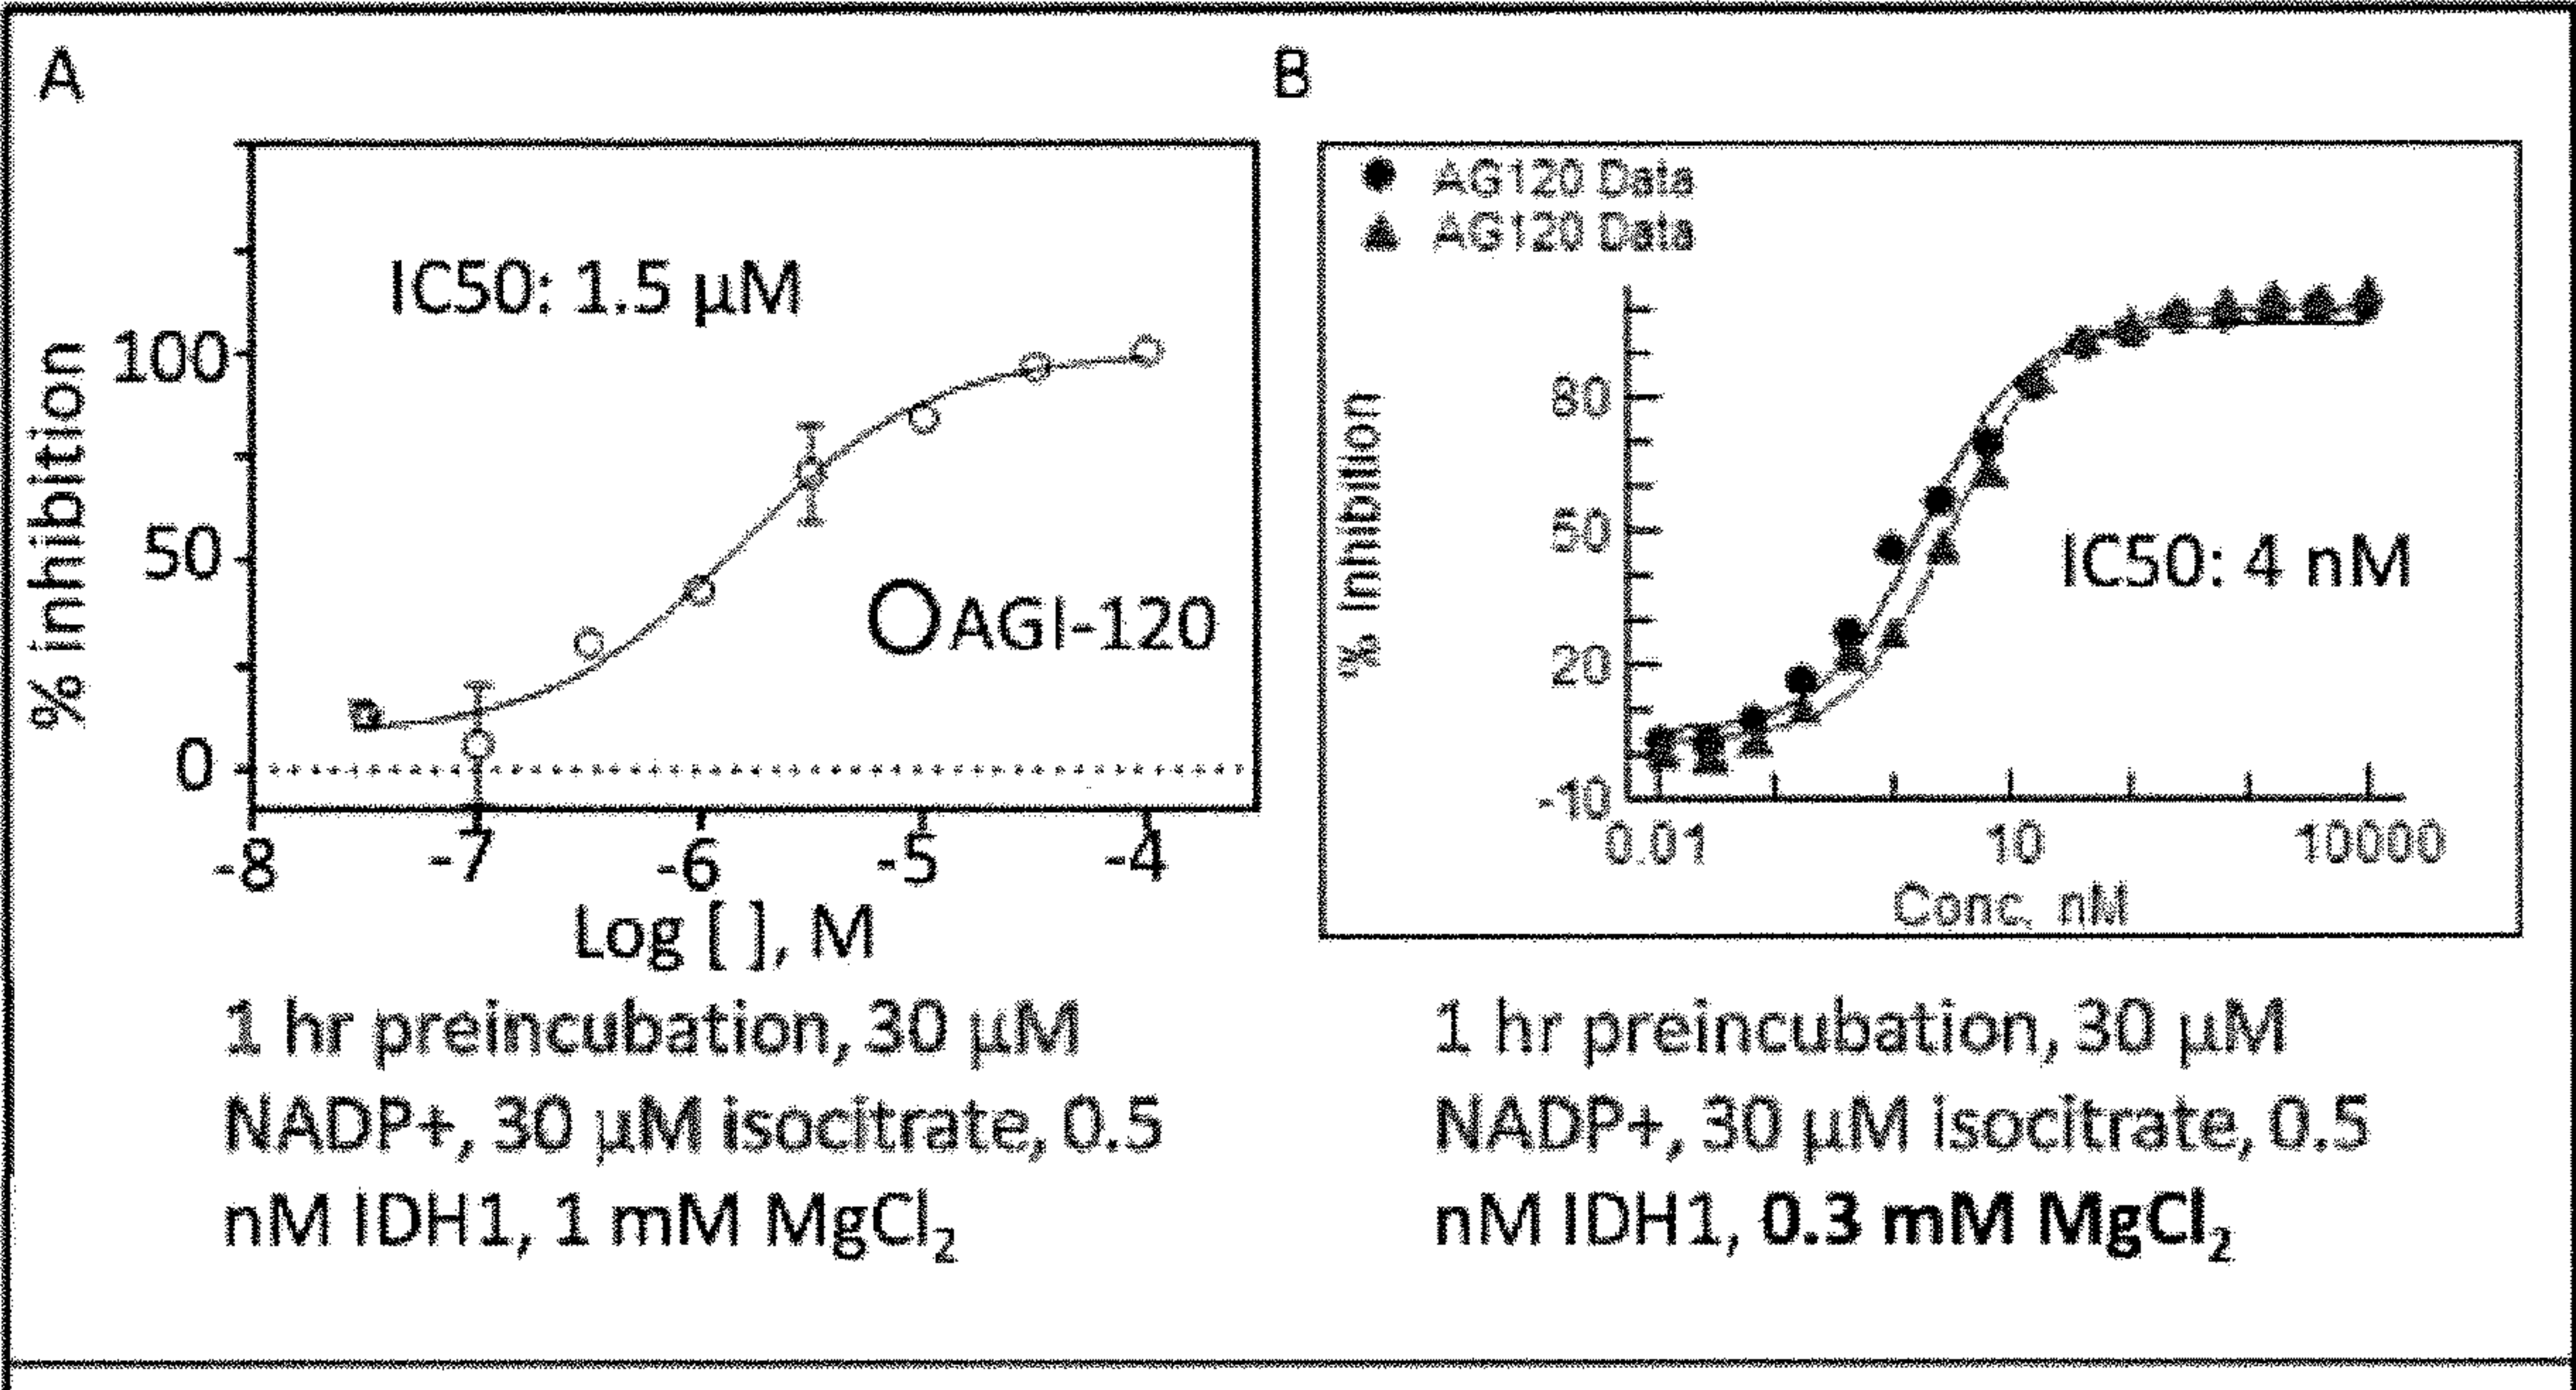 A
IC50: 1.5 µM
% inhibition
100
50
0
OAGI-120
-8
-7
-6
-5
-4
Log [ ], M
1 hr preincubation, 30 µM
NADP+, 30 µM isocitrate, 0.5
nM IDH1, 1 mM MgCl₂
B
AG120 Data
AG120 Data
% Inhibition
80
50
20
-10
IC50: 4 nM
0.01
10
10000
Conc, nM
1 hr preincubation, 30 µM
NADP+, 30 µM isocitrate, 0.5
nM IDH1, 0.3 mM MgCl₂